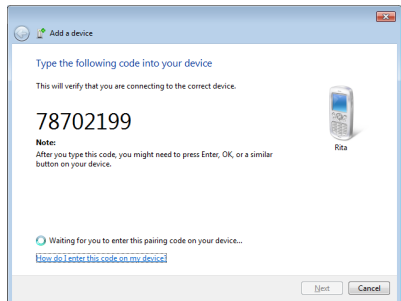 Add a device
Type the following code into your device
This will verify that you are connecting to the correct device.
78702199
Note:
After you type this code, you might need to press Enter, OK, or a similar
button on your device.
Rita
Waiting for you to enter this pairing code on your device...
How do I enter this code on my device?
Next Cancel